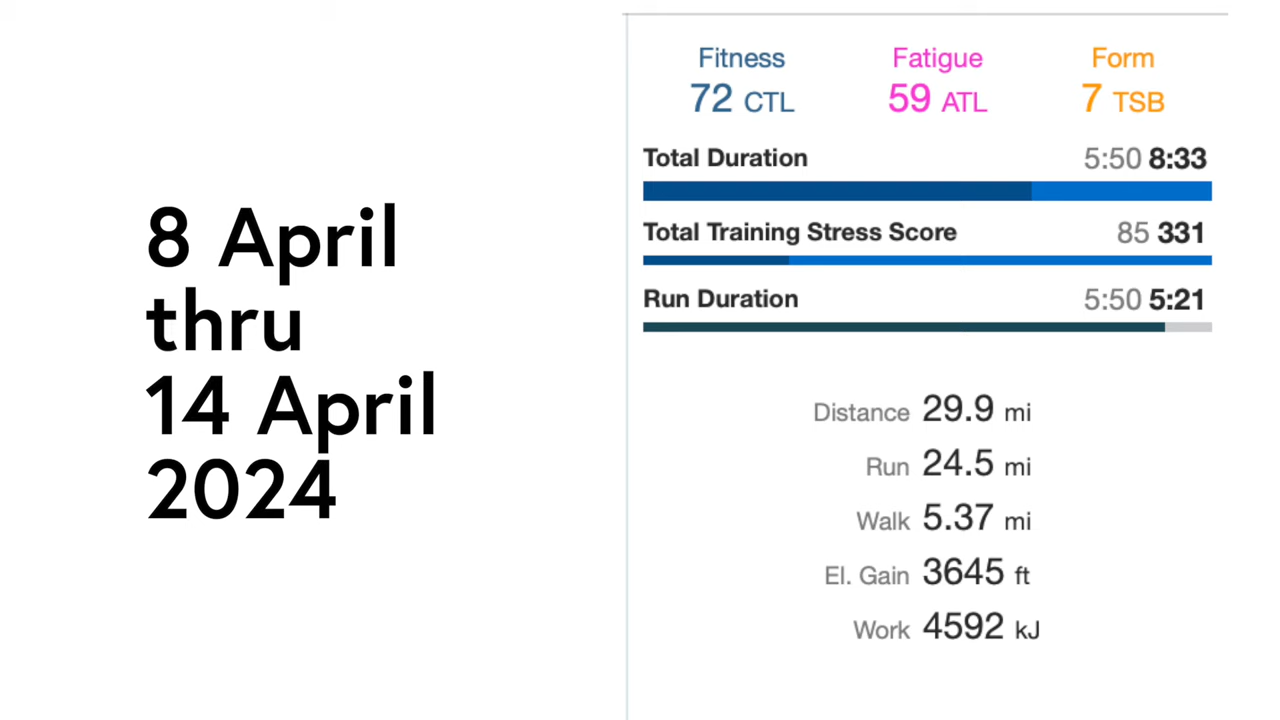 8 April
thru
14 April
2024
Fitness Fatigue Form
72 CTL 59 ATL 7 TSB
Total Duration 5:50 8:33
Total Training Stress Score 85 331
Run Duration 5:50 5:21
Distance 29.9 mi
Run 24.5 mi
Walk 5.37 mi
El. Gain 3645 ft
Work 4592 kJ